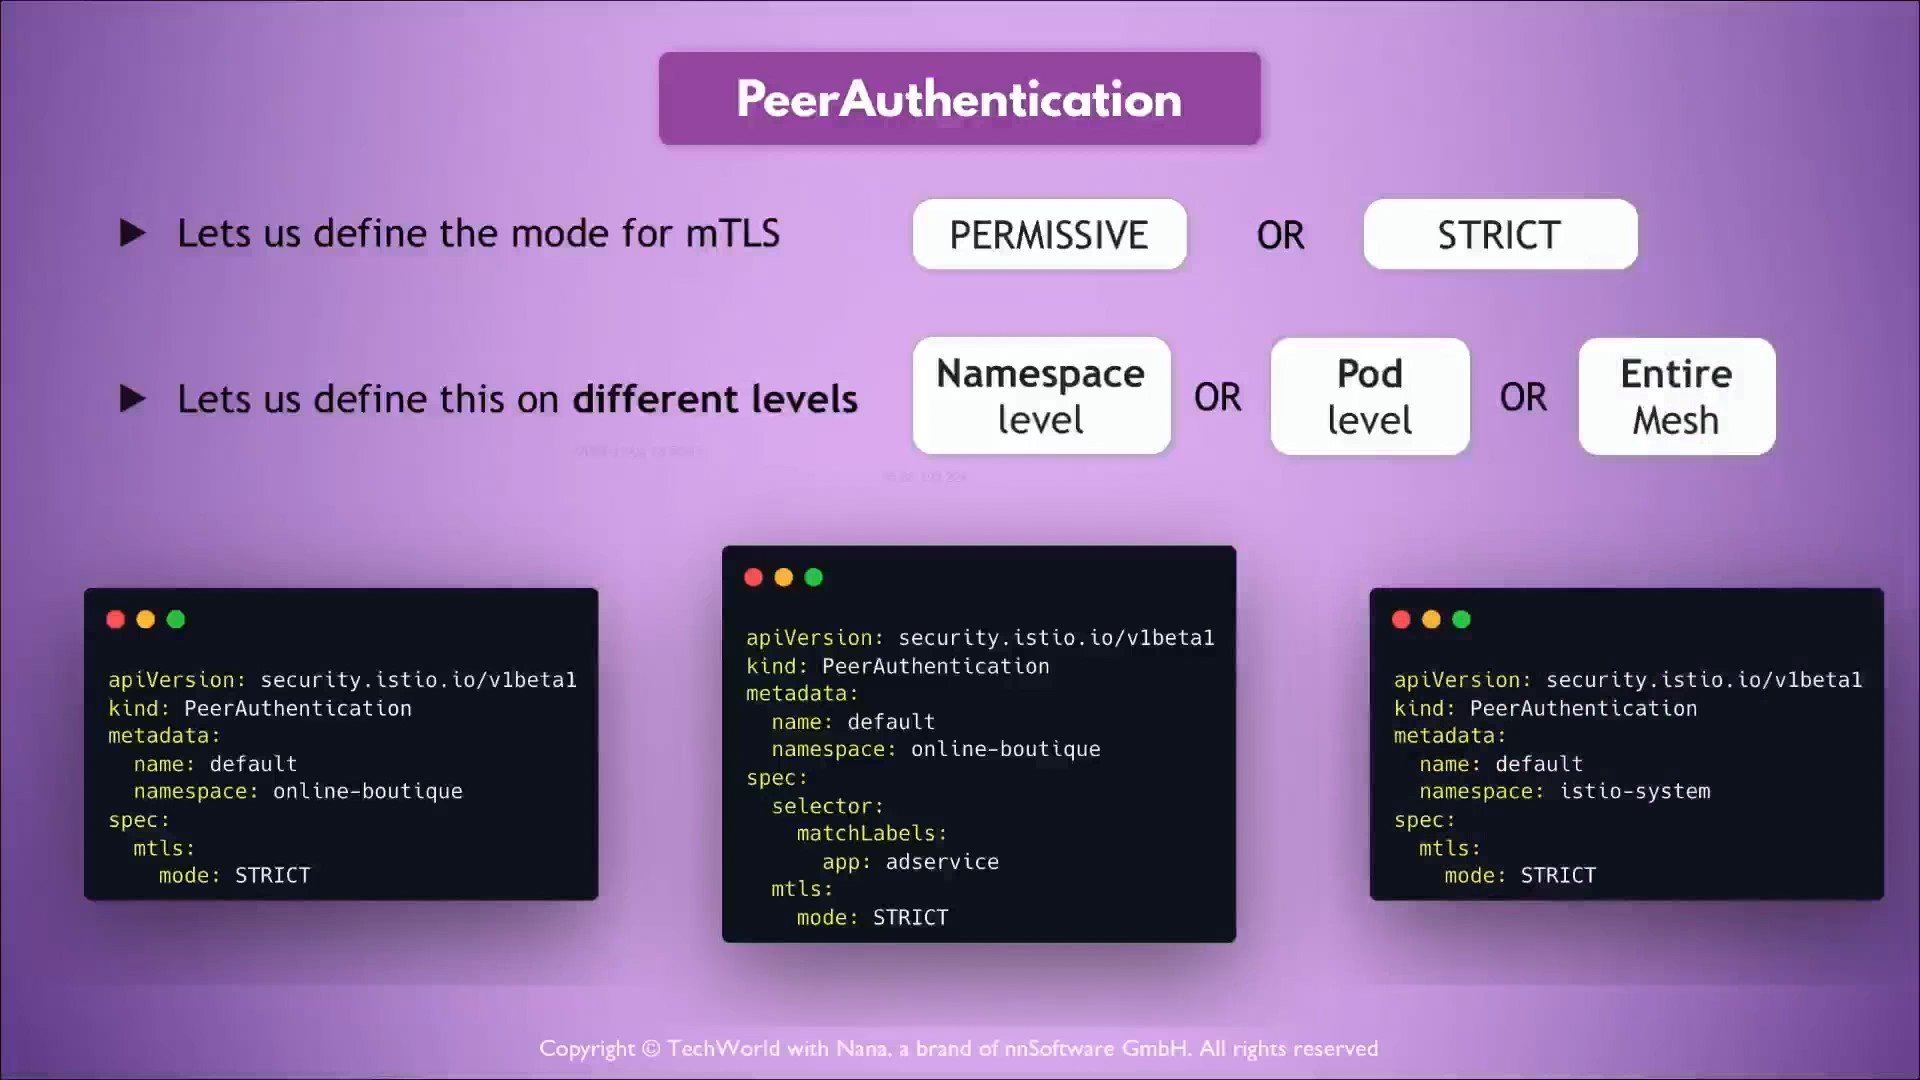 PeerAuthentication
► Lets us define the mode for mTLS PERMISSIVE OR STRICT
► Lets us define this on different levels Namespace level OR Pod level OR Entire Mesh
apiVersion: security.istio.io/v1beta1
kind: PeerAuthentication
metadata:
  name: default
  namespace: online-boutique
spec:
  mtls:
    mode: STRICT
apiVersion: security.istio.io/v1beta1
kind: PeerAuthentication
metadata:
  name: default
  namespace: online-boutique
spec:
  selector:
    matchLabels:
      app: adservice
  mtls:
    mode: STRICT
apiVersion: security.istio.io/v1beta1
kind: PeerAuthentication
metadata:
  name: default
  namespace: istio-system
spec:
  mtls:
    mode: STRICT
Copyright © TechWorld with Nana, a brand of nnSoftware GmbH. All rights reserved